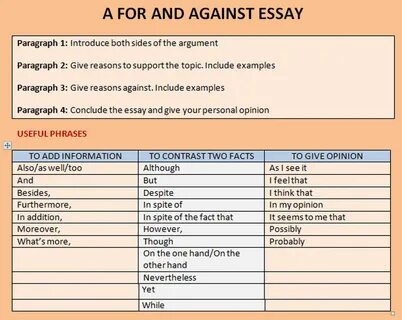 A FOR AND AGAINST ESSAY
Paragraph 1: Introduce both sides of the argument
Paragraph 2: Give reasons to support the topic. Include examples
Paragraph 3: Give reasons against. Include examples
Paragraph 4: Conclude the essay and give your personal opinion
USEFUL PHRASES
TO ADD INFORMATION TO CONTRAST TWO FACTS TO GIVE OPINION
Also/as well/too Although As I see it
And But I feel that
Besides, Despite I think that
Furthermore, In spite of In my opinion
In addition, In spite of the fact that It seems to me that
Moreover, However, Possibly
What's more, Though Probably
On the one hand/On the
other hand
Nevertheless
Yet
While